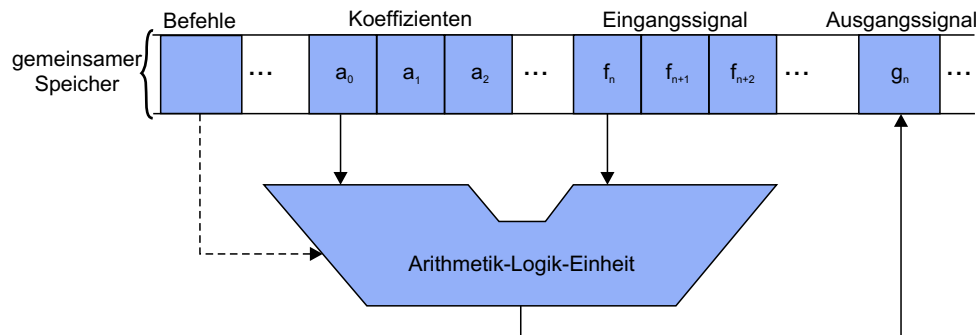 Befehle Koeffizienten Eingangssignal Ausgangssignal
gemeinsamer
Speicher
... a₀ a₁ a₂ ... fₙ fₙ₊₁ fₙ₊₂ ... gₙ ...
Arithmetik-Logik-Einheit